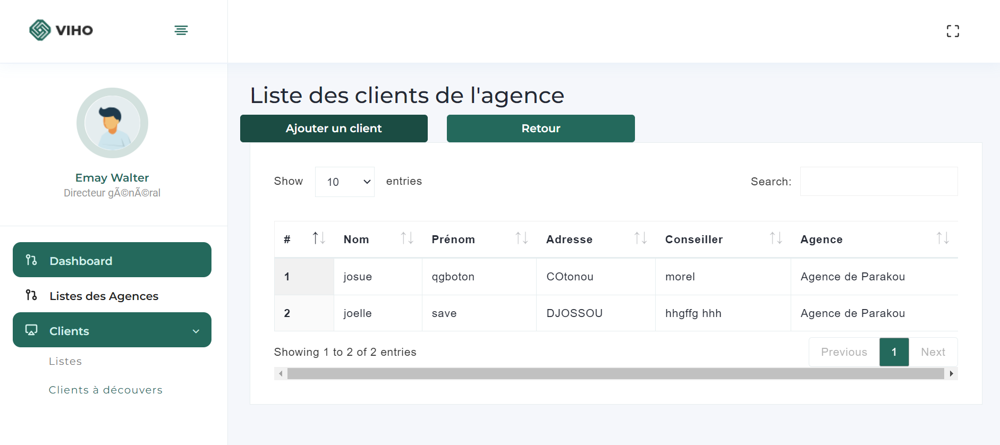 VIHO
Emay Walter
Directeur gÃ©nÃ©ral
Dashboard
Listes des Agences
Clients
Listes
Clients à découvers
Liste des clients de l'agence
Ajouter un client
Retour
Show 10 entries
Search:
# Nom Prénom Adresse Conseiller Agence
1 josue qgboton COtonou morel Agence de Parakou
2 joelle save DJOSSOU hhgffg hhh Agence de Parakou
Showing 1 to 2 of 2 entries
Previous 1 Next